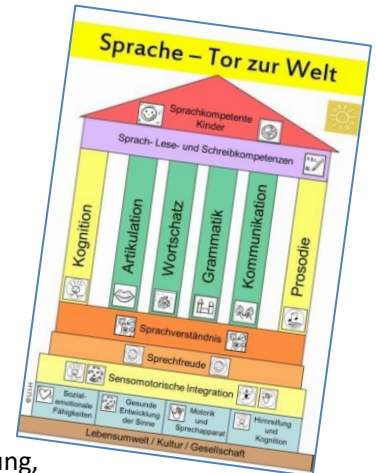 Sprache – Tor zur Welt
Sprachkompetente
Kinder
Sprach- Lese- und Schreibkompetenzen
Kognition
Artikulation
Wortschatz
Grammatik
Kommunikation
Prosodie
Sprachverständnis
Sprechfreude
Sensomotorische Integration
Sozial-
emotionale
Fähigkeiten
Gesunde
Entwicklung
der Sinne
Motorik
und
Sprechapparat
Hirnreifung
und
Kognition
Lebensumwelt / Kultur / Gesellschaft
ung,